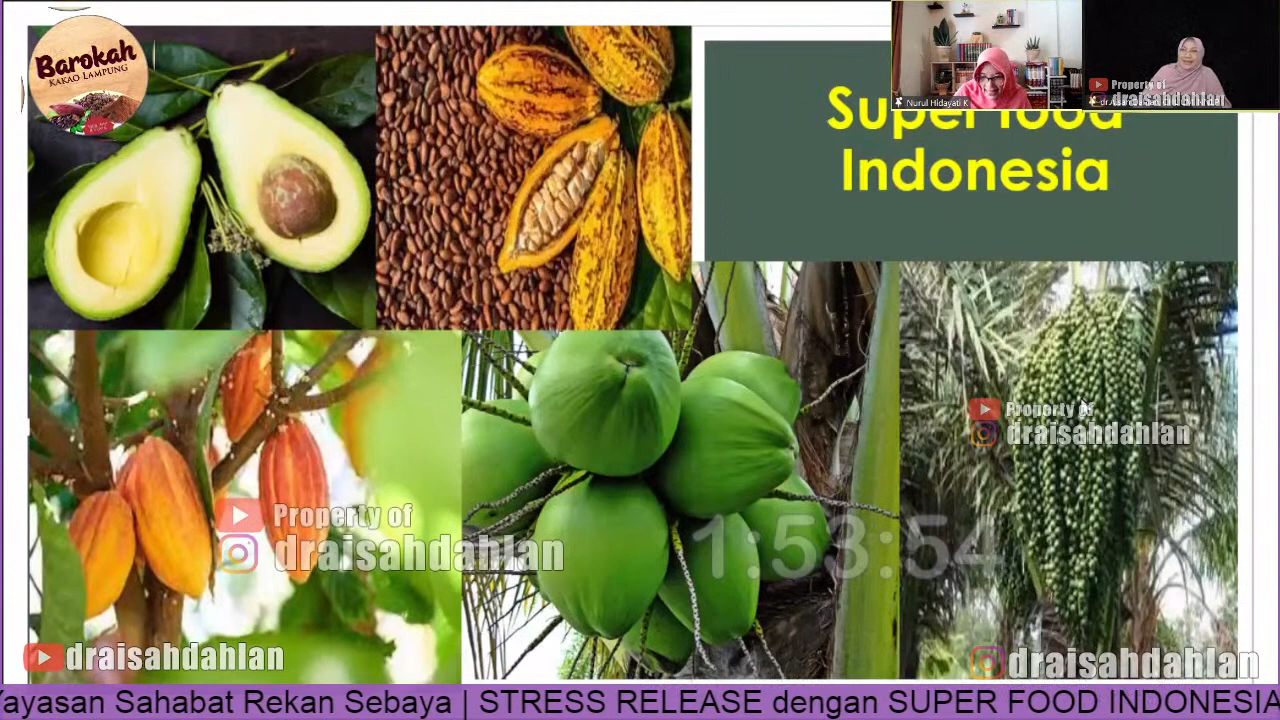 Barokah
KAKAO LAMPUNG
Super food
Indonesia
Nurul Hidayati K
Property of
draisahdahlan
Property of
draisahdahlan
Property of
draisahdahlan
1:53:54
draisahdahlan
draisahdahlan
Yayasan Sahabat Rekan Sebaya | STRESS RELEASE dengan SUPER FOOD INDONESIA